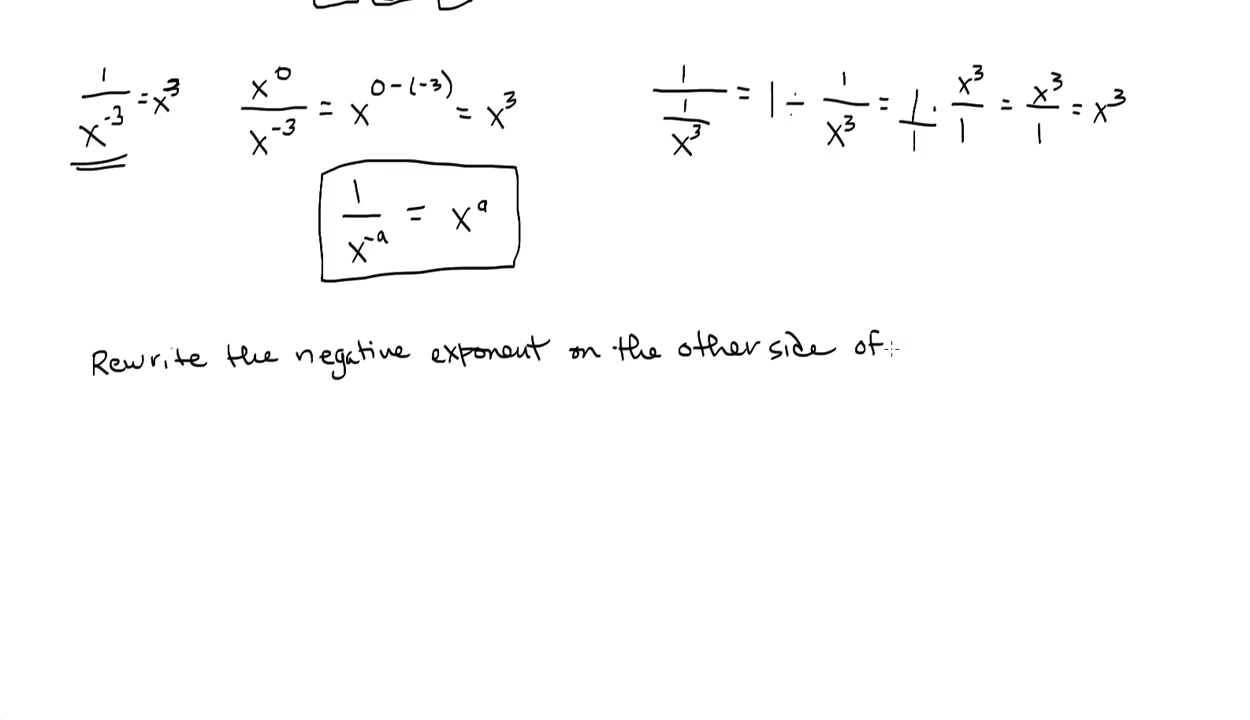 1/x^-3 = x^3   x^0/x^-3 = x^(0-(-3)) = x^3   1/(1/x^3) = 1 ÷ 1/x^3 = 1/1 · x^3/1 = x^3/1 = x^3
1/x^-a = x^a
Rewrite the negative exponent on the other side of